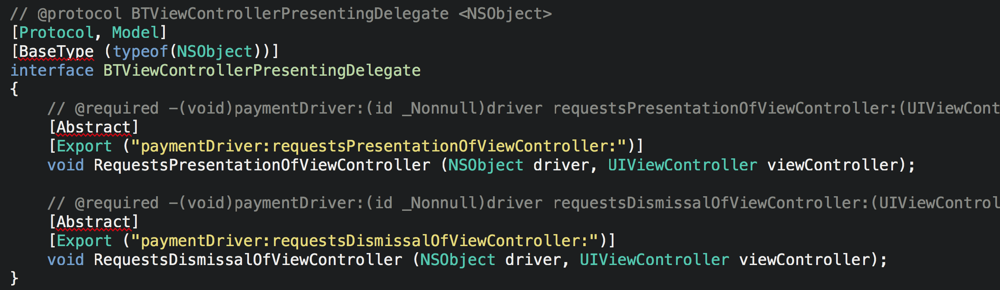 // @protocol BTViewControllerPresentingDelegate <NSObject>
[Protocol, Model]
[BaseType (typeof(NSObject))]
interface BTViewControllerPresentingDelegate
{
    // @required -(void)paymentDriver:(id _Nonnull)driver requestsPresentationOfViewController:(UIViewCont
    [Abstract]
    [Export ("paymentDriver:requestsPresentationOfViewController:")]
    void RequestsPresentationOfViewController (NSObject driver, UIViewController viewController);

    // @required -(void)paymentDriver:(id _Nonnull)driver requestsDismissalOfViewController:(UIViewControl
    [Abstract]
    [Export ("paymentDriver:requestsDismissalOfViewController:")]
    void RequestsDismissalOfViewController (NSObject driver, UIViewController viewController);
}